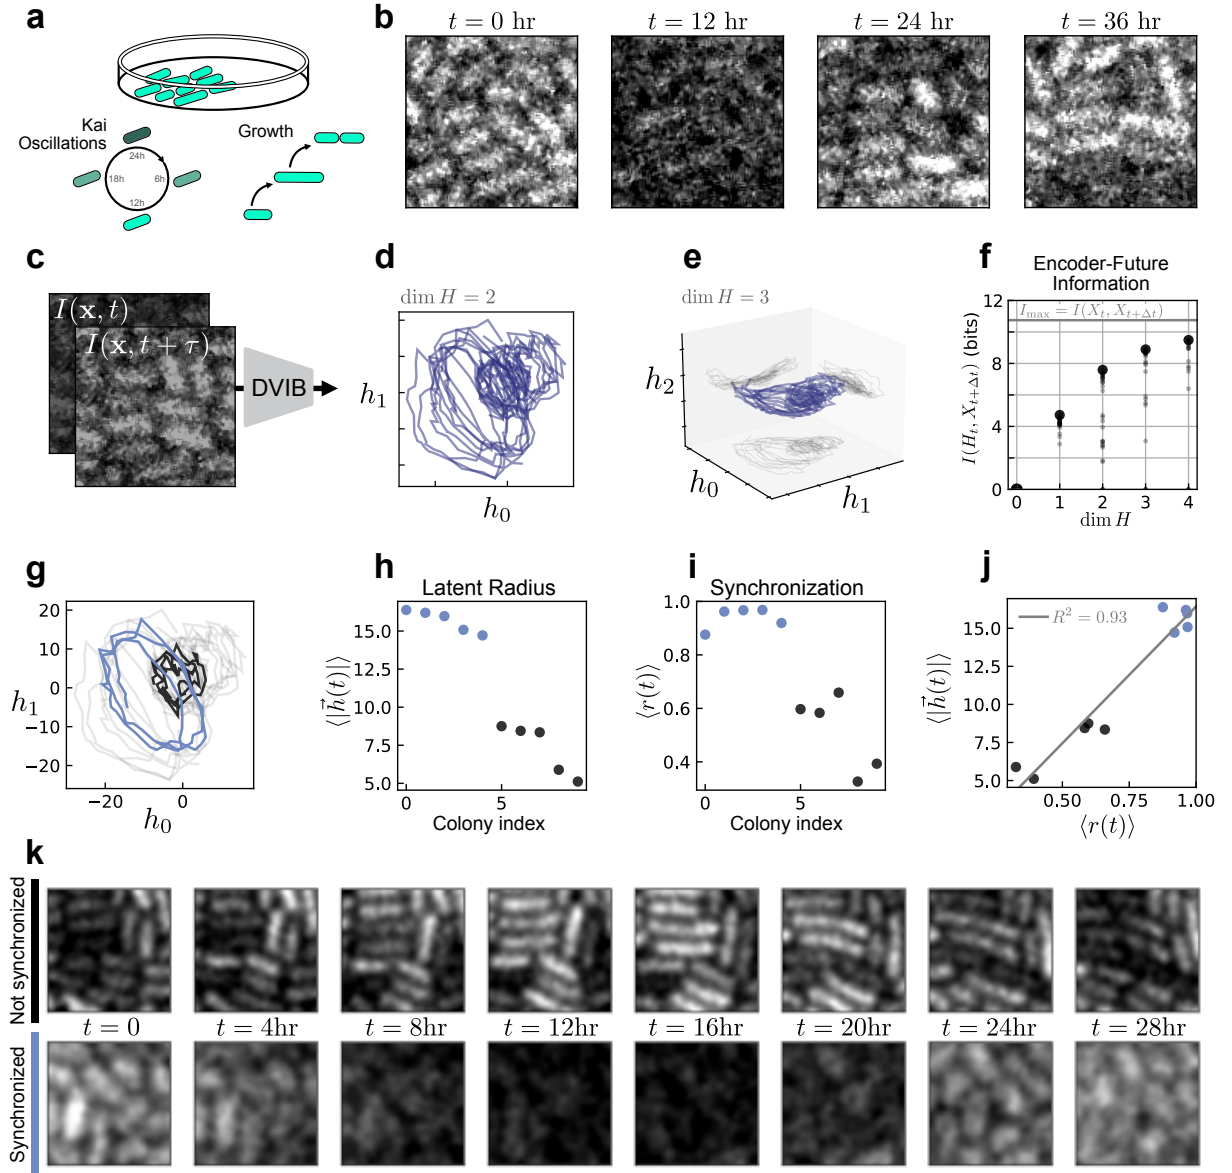 a
Kai
Oscillations
24h
18h
6h
12h
Growth
b
t = 0 hr
t = 12 hr
t = 24 hr
t = 36 hr
c
I(x, t)
I(x, t + τ)
DVIB
d
dim H = 2
h₁
h₀
e
dim H = 3
h₂
h₀
h₁
f
Encoder-Future
Information
I_max = I(X_t, X_{t+Δt})
I(H_t, X_{t+Δt}) (bits)
12
8
4
0
0 1 2 3 4
dim H
g
20
10
0
−10
−20
h₁
−20 0
h₀
h
Latent Radius
⟨|h⃗(t)|⟩
15.0
12.5
10.0
7.5
5.0
0 5
Colony index
i
Synchronization
⟨r(t)⟩
1.0
0.8
0.6
0.4
0 5
Colony index
j
R² = 0.93
⟨|h⃗(t)|⟩
15.0
12.5
10.0
7.5
5.0
0.50 0.75 1.00
⟨r(t)⟩
k
Not synchronized
t = 0
t = 4hr
t = 8hr
t = 12hr
t = 16hr
t = 20hr
t = 24hr
t = 28hr
Synchronized